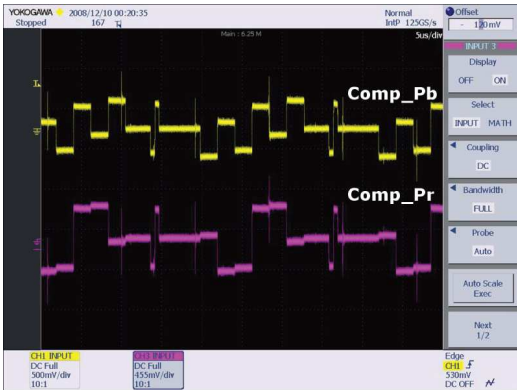 YOKOGAWA 2008/12/10 00:20:35
Stopped 167
Normal
IntP 125GS/s
Main : 6.25 M
5us/div
Comp_Pb
Comp_Pr
Offset
- 120mV
INPUT 3
Display
OFF ON
Select
INPUT MATH
Coupling
DC
Bandwidth
FULL
Probe
Auto
Auto Scale
Exec
Next
1/2
CH1 INPUT
DC Full
500mV/div
10:1
CH3 INPUT
DC Full
455mV/div
10:1
Edge
CH1
530mV
DC OFF